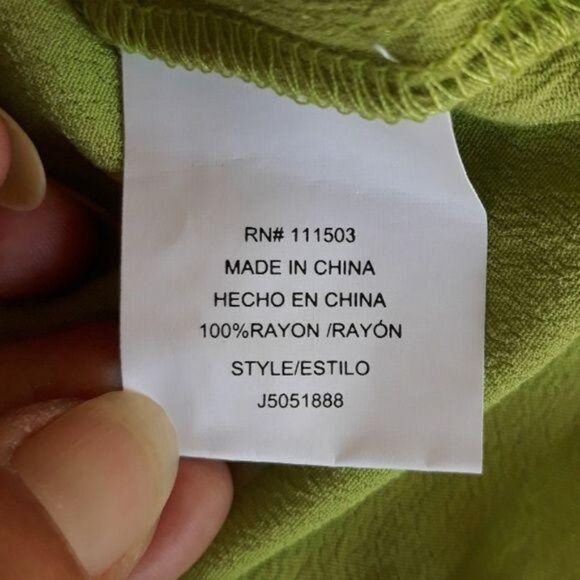 RN# 111503
MADE IN CHINA
HECHO EN CHINA
100%RAYON /RAYÓN
STYLE/ESTILO
J5051888